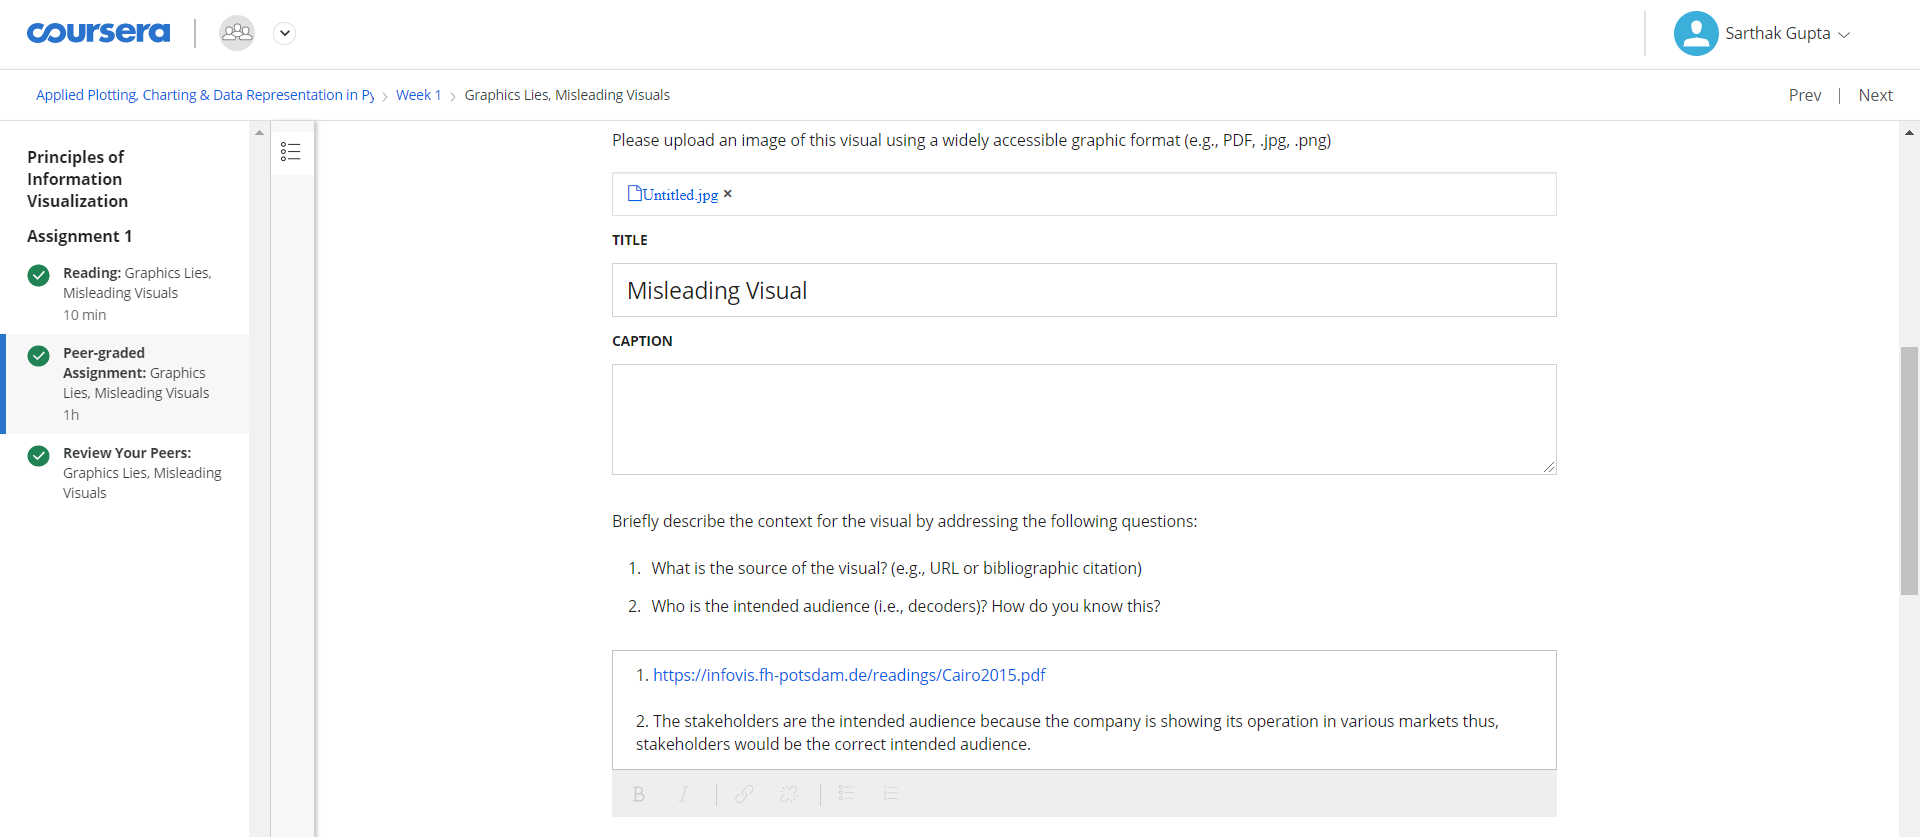 coursera
Sarthak Gupta
Applied Plotting, Charting & Data Representation in Py
Week 1
Graphics Lies, Misleading Visuals
Prev
Next
Principles of
Information
Visualization
Assignment 1
Reading: Graphics Lies,
Misleading Visuals
10 min
Peer-graded
Assignment: Graphics
Lies, Misleading Visuals
1h
Review Your Peers:
Graphics Lies, Misleading
Visuals
Please upload an image of this visual using a widely accessible graphic format (e.g., PDF, .jpg, .png)
Untitled.jpg ×
TITLE
Misleading Visual
CAPTION
Briefly describe the context for the visual by addressing the following questions:
1. What is the source of the visual? (e.g., URL or bibliographic citation)
2. Who is the intended audience (i.e., decoders)? How do you know this?
1. https://infovis.fh-potsdam.de/readings/Cairo2015.pdf
2. The stakeholders are the intended audience because the company is showing its operation in various markets thus,
stakeholders would be the correct intended audience.
B I